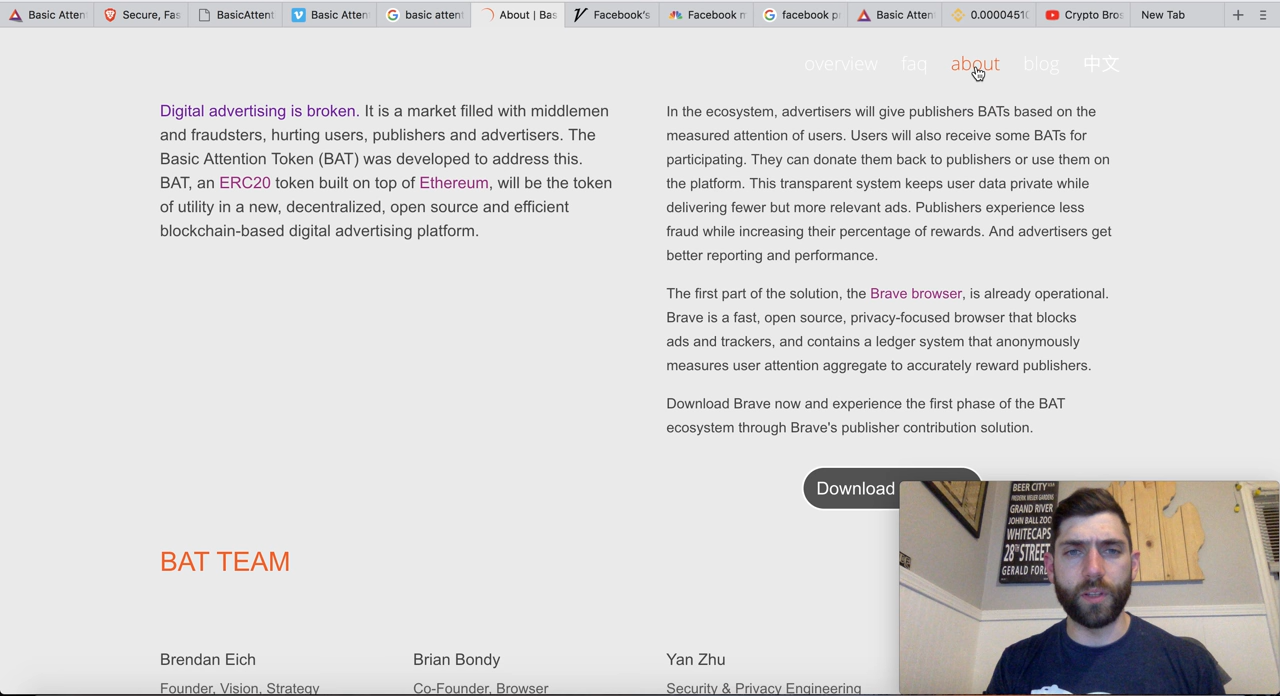 Basic Atten
Secure, Fas
BasicAttent
Basic Atten
basic attent
About | Bas
Facebook's
Facebook m
facebook pr
Basic Atten
0.00004510
Crypto Bros
New Tab
overview faq about blog 中文
Digital advertising is broken. It is a market filled with middlemen
and fraudsters, hurting users, publishers and advertisers. The
Basic Attention Token (BAT) was developed to address this.
BAT, an ERC20 token built on top of Ethereum, will be the token
of utility in a new, decentralized, open source and efficient
blockchain-based digital advertising platform.
In the ecosystem, advertisers will give publishers BATs based on the
measured attention of users. Users will also receive some BATs for
participating. They can donate them back to publishers or use them on
the platform. This transparent system keeps user data private while
delivering fewer but more relevant ads. Publishers experience less
fraud while increasing their percentage of rewards. And advertisers get
better reporting and performance.
The first part of the solution, the Brave browser, is already operational.
Brave is a fast, open source, privacy-focused browser that blocks
ads and trackers, and contains a ledger system that anonymously
measures user attention aggregate to accurately reward publishers.
Download Brave now and experience the first phase of the BAT
ecosystem through Brave's publisher contribution solution.
Download
BEER CITY
GRAND RIVER
JOHN BALL ZOO
WHITECAPS
28TH STREET
GERALD FORD
BAT TEAM
Brendan Eich
Founder, Vision, Strategy
Brian Bondy
Co-Founder, Browser
Yan Zhu
Security & Privacy Engineering